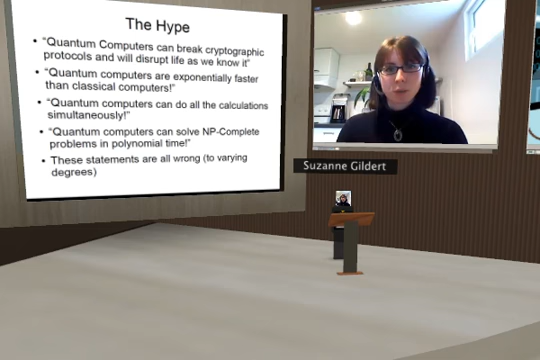 The Hype
• "Quantum Computers can break cryptographic
protocols and will disrupt life as we know it"
• "Quantum computers are exponentially faster
than classical computers!"
• "Quantum computers can do all the calculations
simultaneously!"
• "Quantum computers can solve NP-Complete
problems in polynomial time!"
• These statements are all wrong (to varying
degrees)
Suzanne Gildert